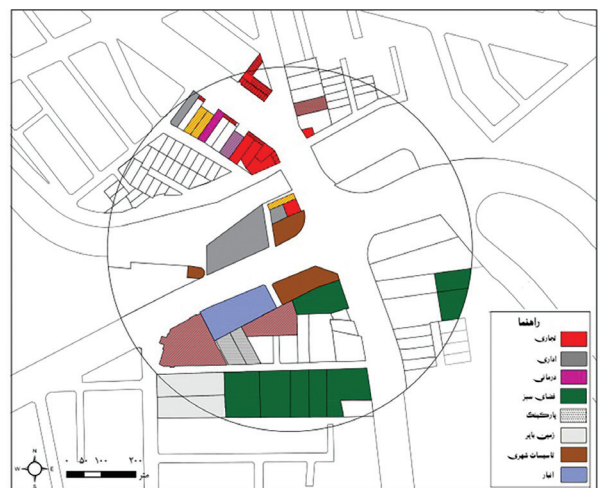 راهنما
تجاری
اداری
درمانی
فضای سبز
پارکینگ
زمین بایر
تاسیسات شهری
انبار
N
W E
S
۰ ۵۰ ۱۰۰ ۲۰۰
متر